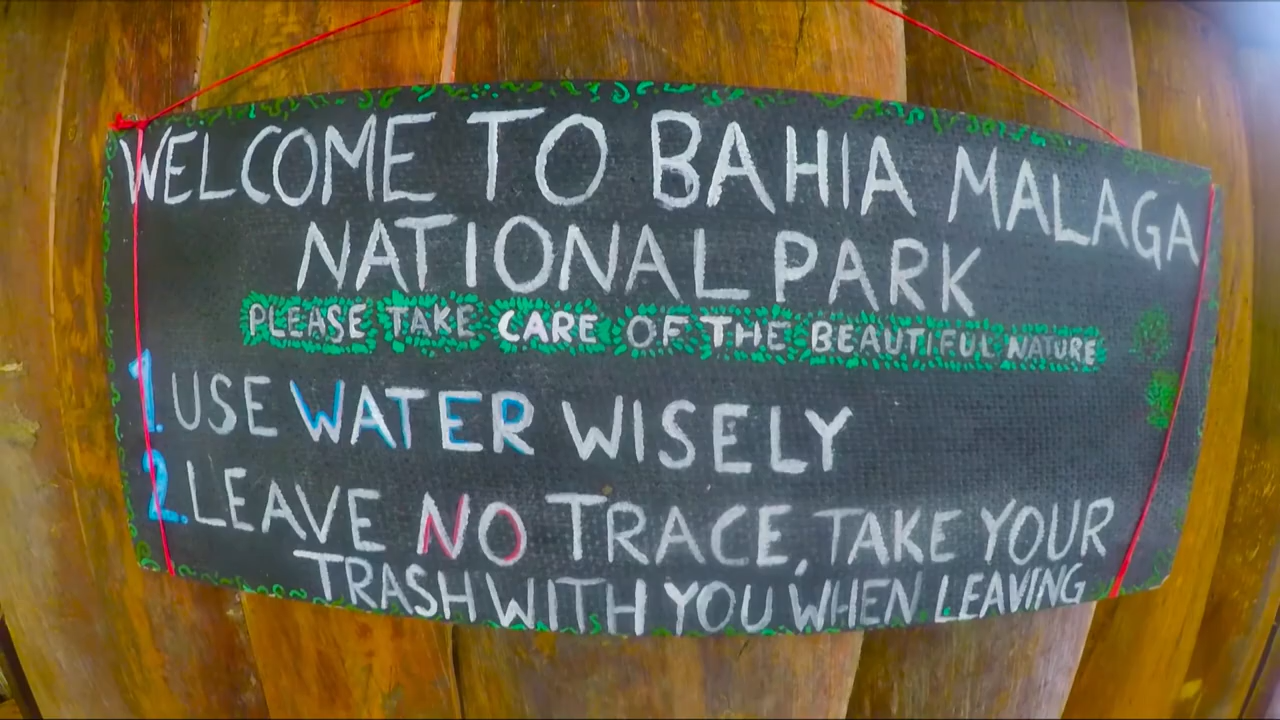 WELCOME TO BAHIA MALAGA
NATIONAL PARK
PLEASE TAKE CARE OF THE BEAUTIFUL NATURE
1. USE WATER WISELY
2. LEAVE NO TRACE, TAKE YOUR
TRASH WITH YOU WHEN LEAVING